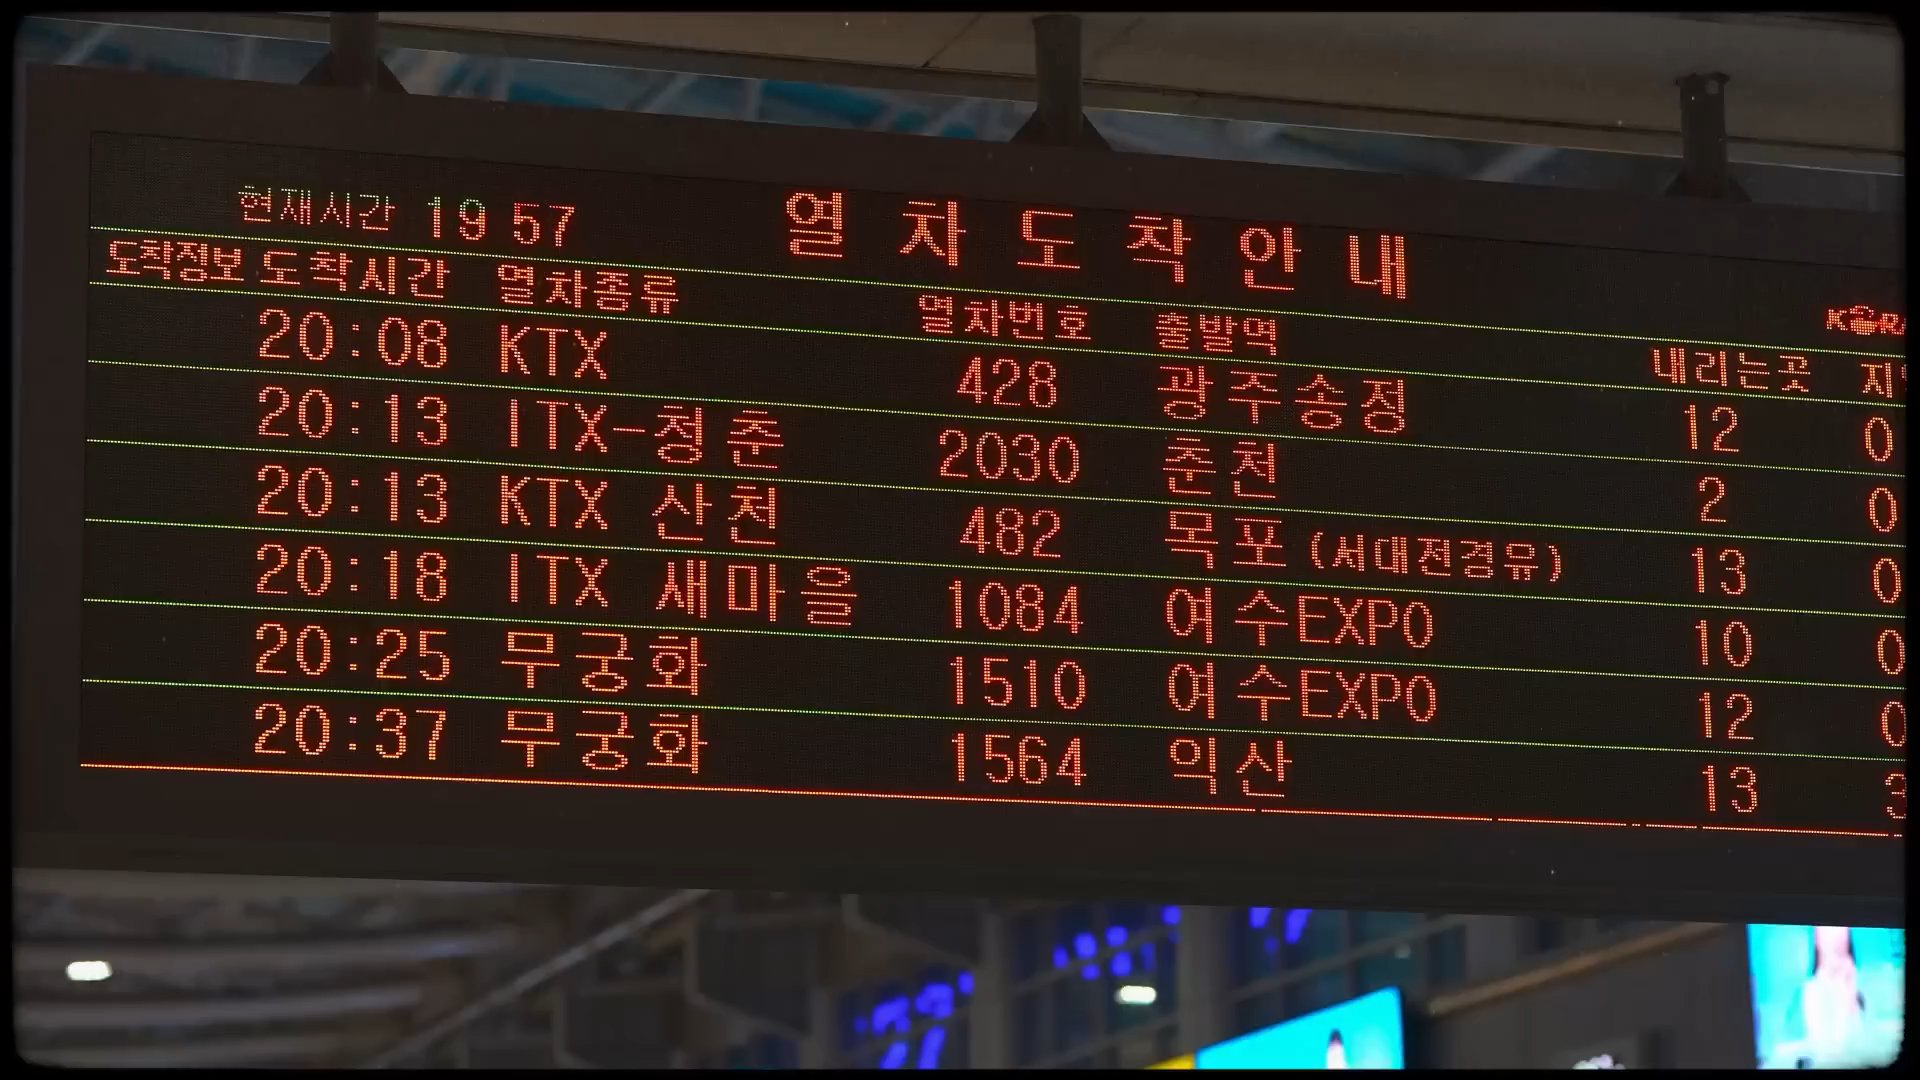 현재시간 19 57 열차도착안내
도착정보 도착시간 열차종류 열차번호 출발역 내리는곳
20:08 KTX 428 광주송정 12 0
20:13 ITX-청춘 2030 춘천 2 0
20:13 KTX 산천 482 목포 (서대전경유) 13 0
20:18 ITX 새마을 1084 여수EXPO 10 0
20:25 무궁화 1510 여수EXPO 12 0
20:37 무궁화 1564 익산 13 3